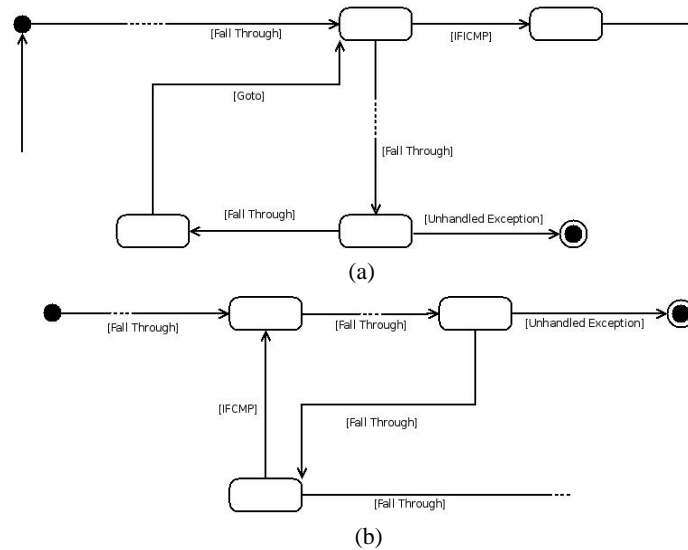 [Fall Through]
[IFICMP]
[Goto]
[Fall Through]
[Fall Through]
[Unhandled Exception]
(a)
[Fall Through]
[Fall Through]
[Unhandled Exception]
[IFCMP]
[Fall Through]
[Fall Through]
(b)